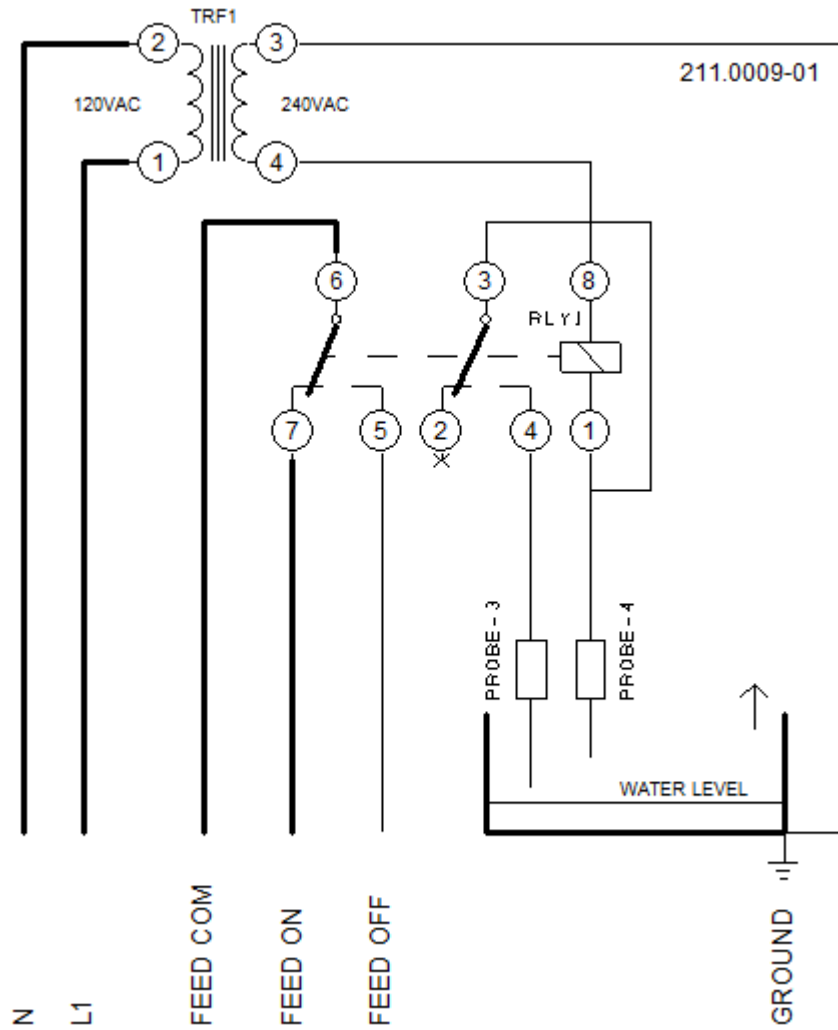 TRF1
2
3
211.0009-01
120VAC
240VAC
1
4
6
3
8
RLY1
7
5
2
4
1
PROBE-3
PROBE-4
WATER LEVEL
N
L1
FEED COM
FEED ON
FEED OFF
GROUND